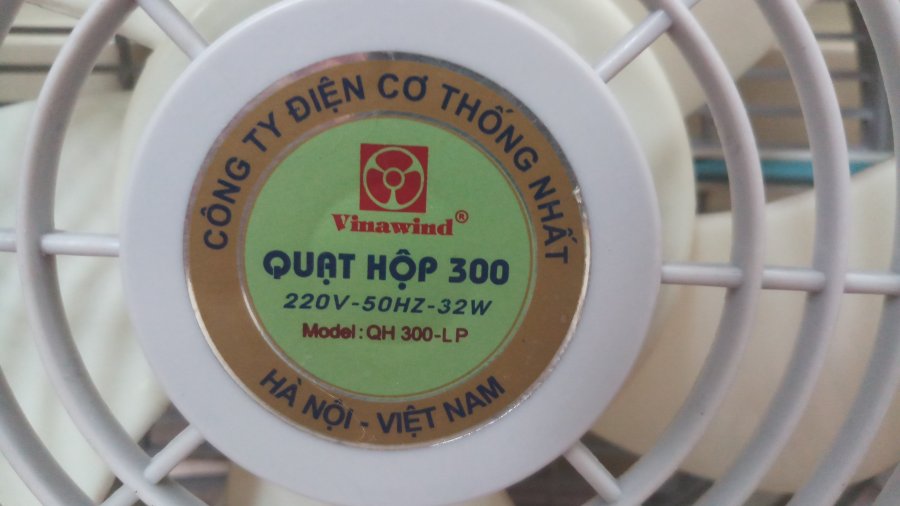 CÔNG TY ĐIỆN CƠ THỐNG NHẤT
Vinawind®
QUẠT HỘP 300
220V-50HZ-32W
Model: QH 300-LP
HÀ NỘI - VIỆT NAM